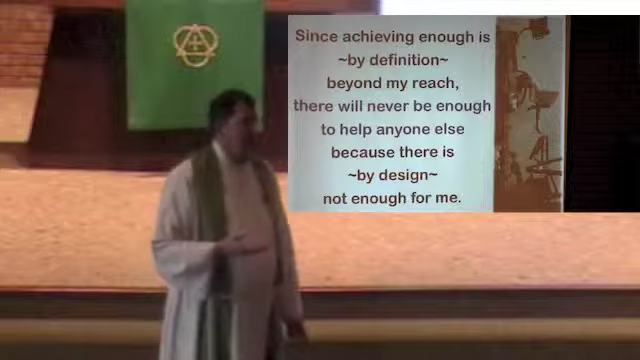 Since achieving enough is
~by definition~
beyond my reach,
there will never be enough
to help anyone else
because there is
~by design~
not enough for me.